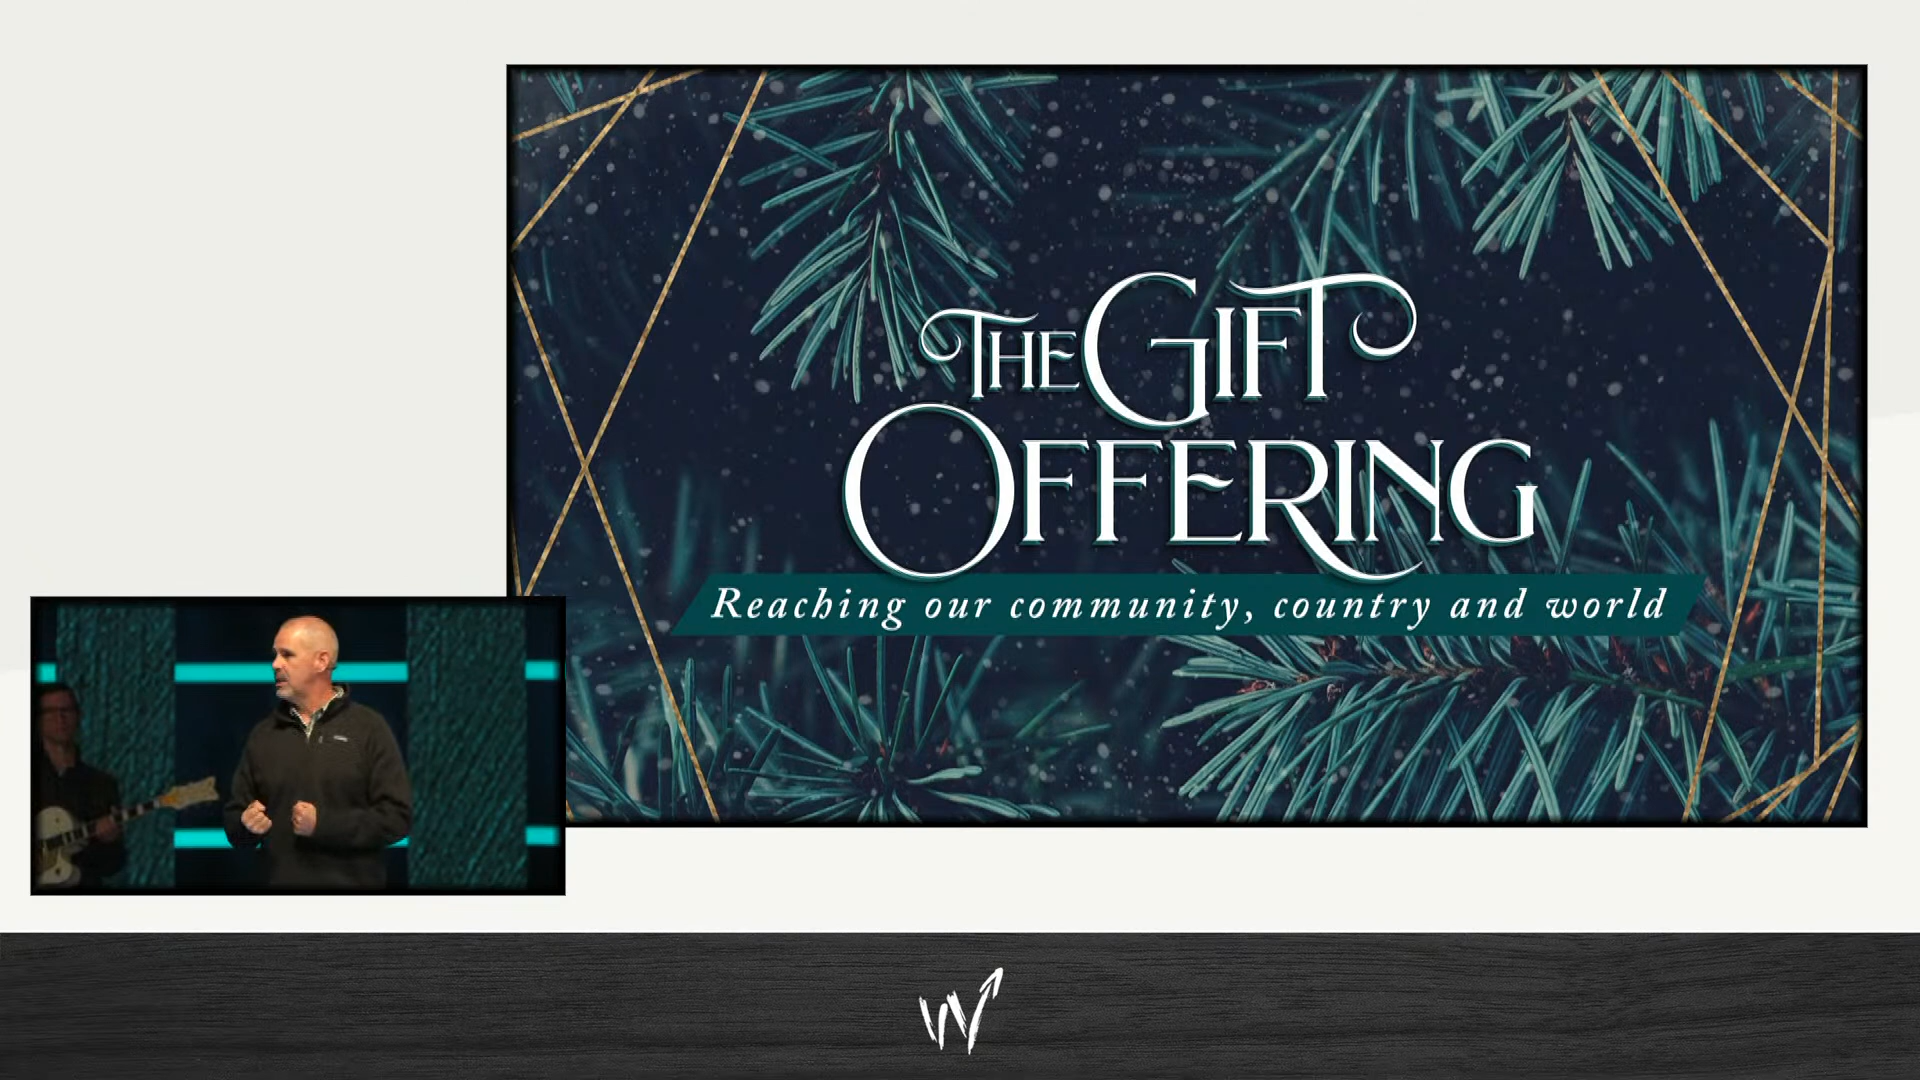 THE GIFT
OFFERING
Reaching our community, country and world
W